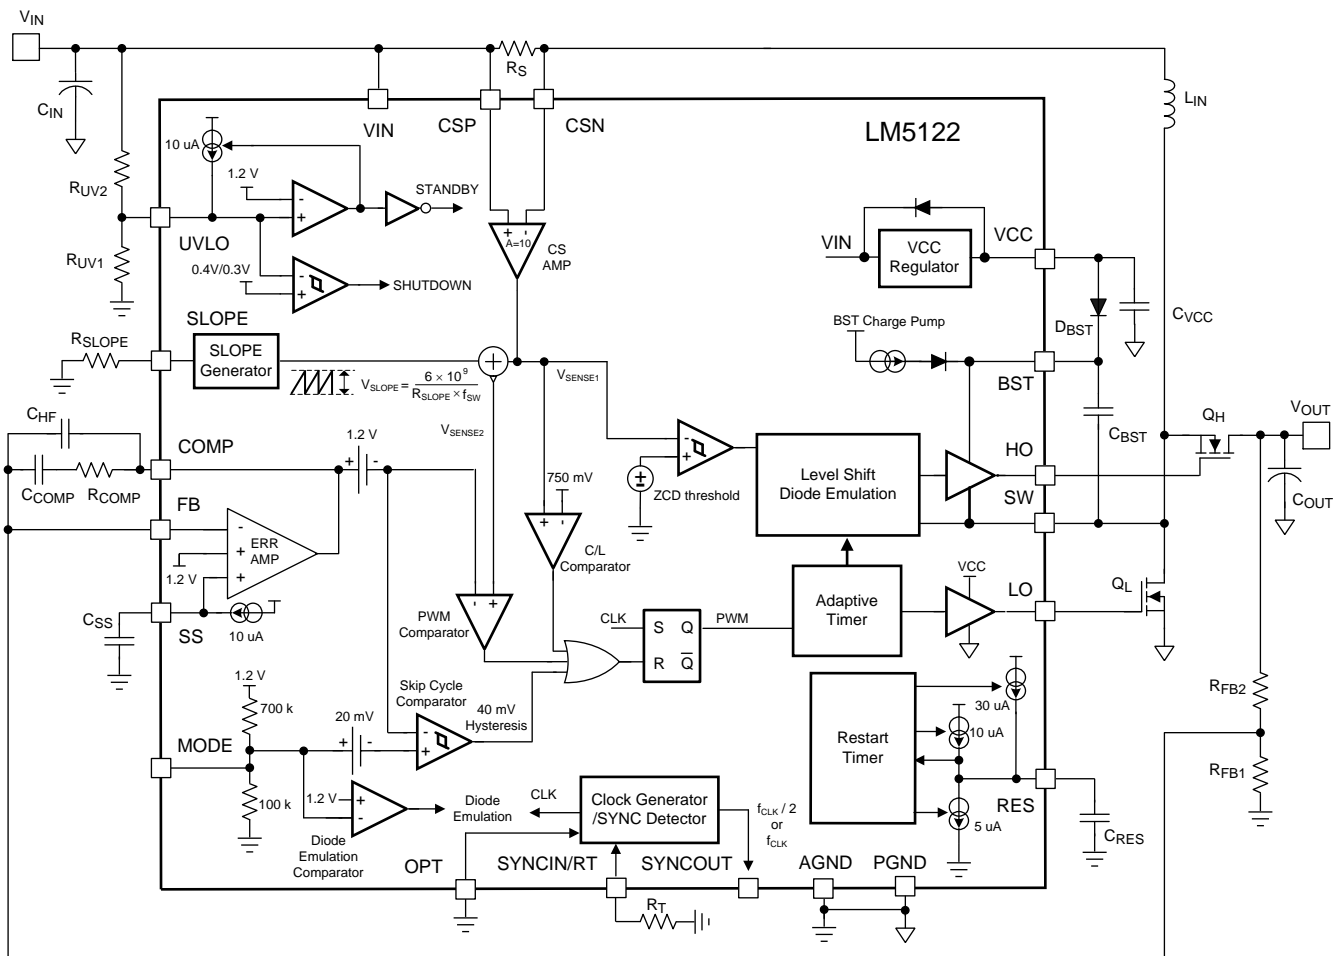 VIN
RS
CIN
LIN
VIN
CSP
CSN
LM5122
10 uA
1.2 V
-
+
STANDBY
RUV2
UVLO
RUV1
0.4V/0.3V
-
+
SHUTDOWN
+ -
A=10
CS
AMP
VIN
VCC
Regulator
VCC
CVCC
DBST
BST Charge Pump
BST
CBST
SLOPE
RSLOPE
SLOPE
Generator
VSLOPE = 6 × 10^9 / RSLOPE × fSW
+
VSENSE1
VSENSE2
CHF
COMP
CCOMP
RCOMP
1.2 V
+ -
FB
-
ERR
AMP
+
+
1.2 V
CSS
SS
10 uA
750 mV
+ -
C/L
Comparator
-
+
±
ZCD threshold
Level Shift
Diode Emulation
HO
SW
QH
VOUT
COUT
- +
PWM
Comparator
CLK
S Q
R Q̅
PWM
Adaptive
Timer
VCC
LO
QL
1.2 V
700 k
MODE
100 k
20 mV
+ -
Skip Cycle
Comparator
-
+
40 mV
Hysteresis
1.2 V
+
-
Diode
Emulation
Comparator
Diode
Emulation
CLK
Clock Generator
/SYNC Detector
fCLK / 2
or
fCLK
Restart
Timer
30 uA
10 uA
5 uA
RES
CRES
RFB2
RFB1
OPT
SYNCIN/RT
SYNCOUT
AGND
PGND
RT